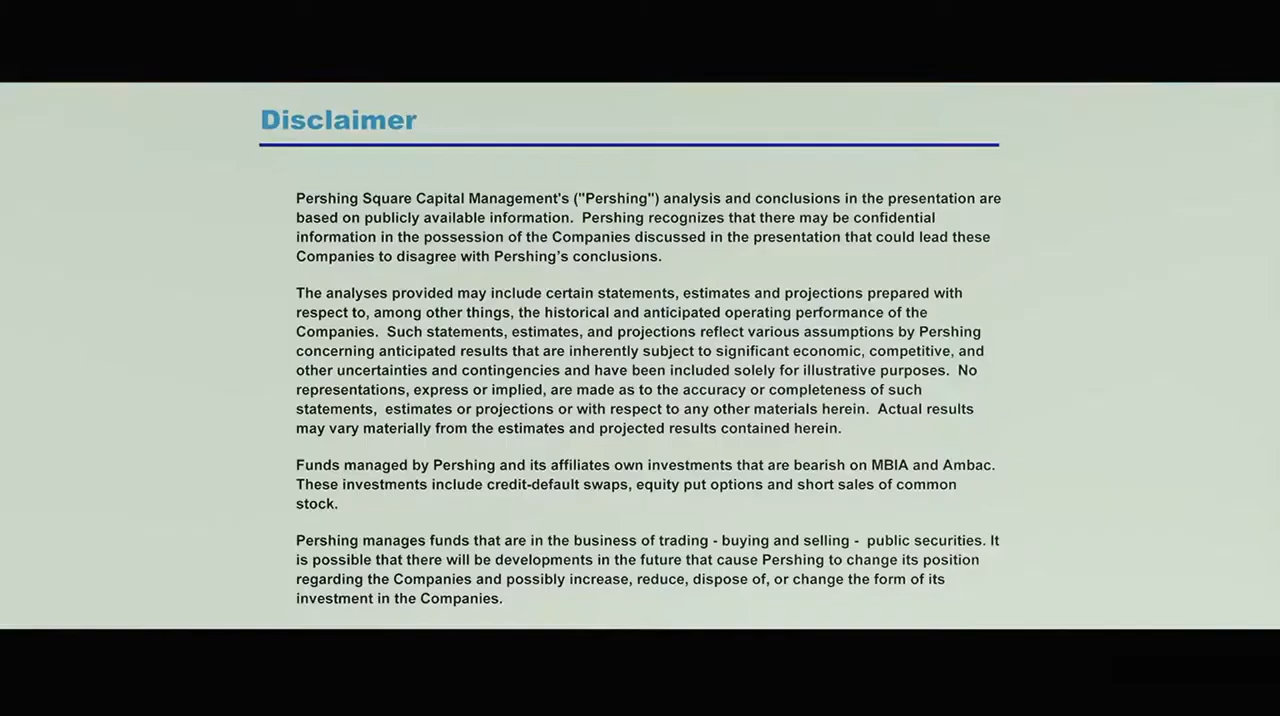 Disclaimer
Pershing Square Capital Management's ("Pershing") analysis and conclusions in the presentation are
based on publicly available information.  Pershing recognizes that there may be confidential
information in the possession of the Companies discussed in the presentation that could lead these
Companies to disagree with Pershing’s conclusions.
The analyses provided may include certain statements, estimates and projections prepared with
respect to, among other things, the historical and anticipated operating performance of the
Companies.  Such statements, estimates, and projections reflect various assumptions by Pershing
concerning anticipated results that are inherently subject to significant economic, competitive, and
other uncertainties and contingencies and have been included solely for illustrative purposes.  No
representations, express or implied, are made as to the accuracy or completeness of such
statements,  estimates or projections or with respect to any other materials herein.  Actual results
may vary materially from the estimates and projected results contained herein.
Funds managed by Pershing and its affiliates own investments that are bearish on MBIA and Ambac.
These investments include credit-default swaps, equity put options and short sales of common
stock.
Pershing manages funds that are in the business of trading - buying and selling -  public securities. It
is possible that there will be developments in the future that cause Pershing to change its position
regarding the Companies and possibly increase, reduce, dispose of, or change the form of its
investment in the Companies.